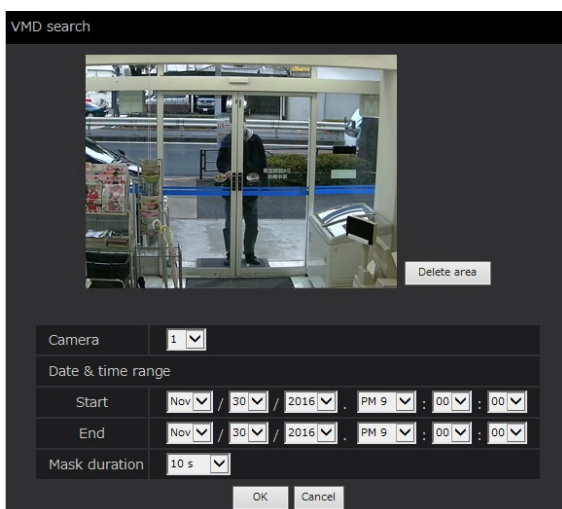 VMD search
Delete area
Camera 1
Date & time range
Start Nov / 30 / 2016 . PM 9 : 00 : 00
End Nov / 30 / 2016 . PM 9 : 00 : 00
Mask duration 10 s
OK Cancel